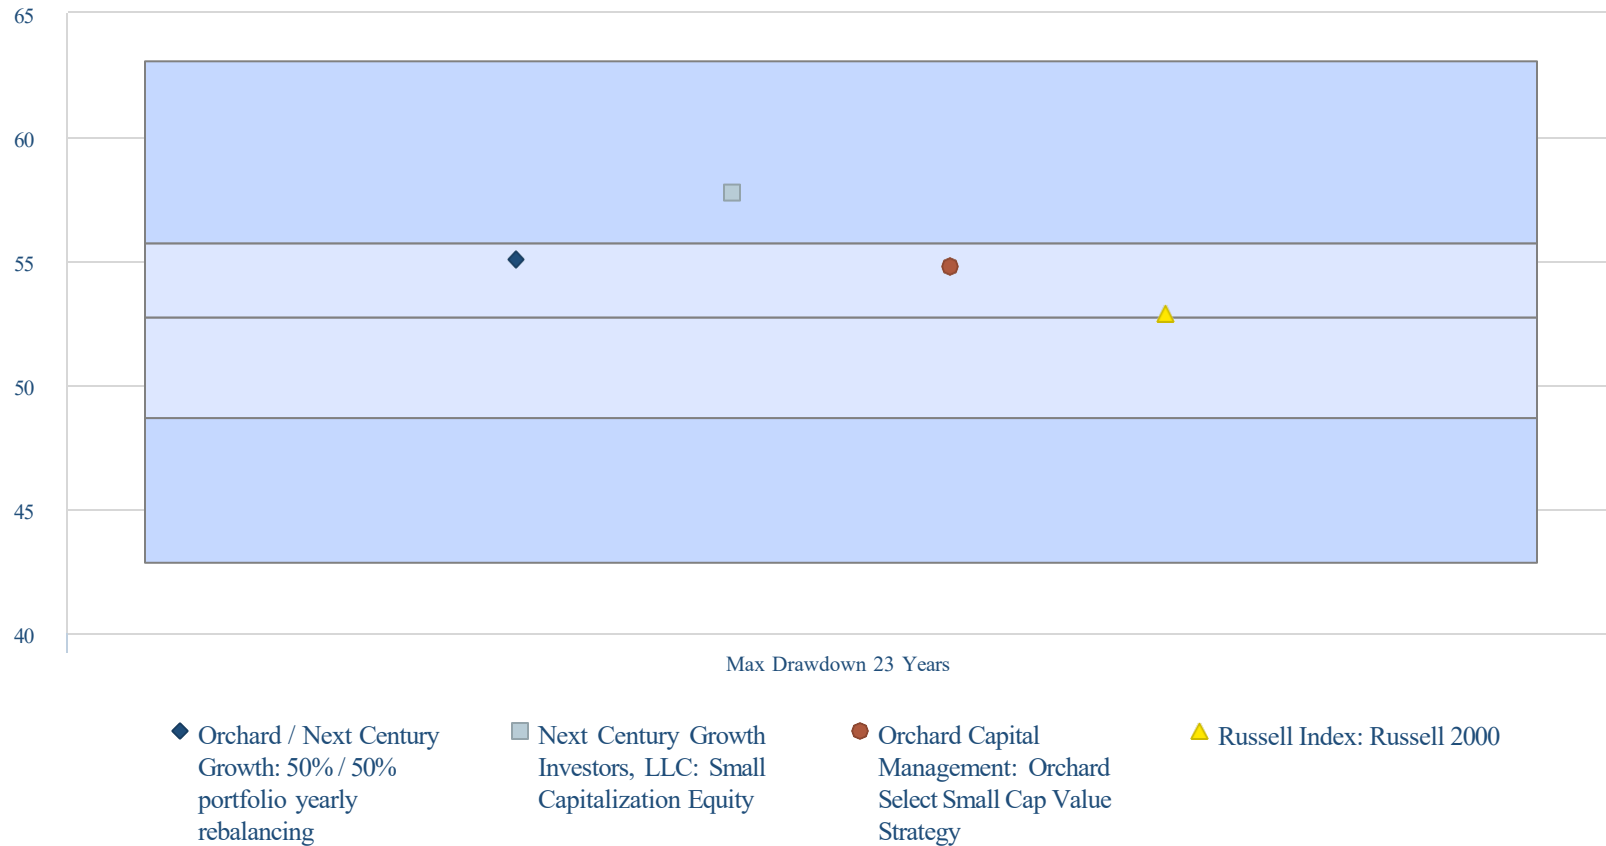 65
60
55
50
45
40
Max Drawdown 23 Years
Orchard / Next Century
Growth: 50% / 50%
portfolio yearly
rebalancing
Next Century Growth
Investors, LLC: Small
Capitalization Equity
Orchard Capital
Management: Orchard
Select Small Cap Value
Strategy
Russell Index: Russell 2000